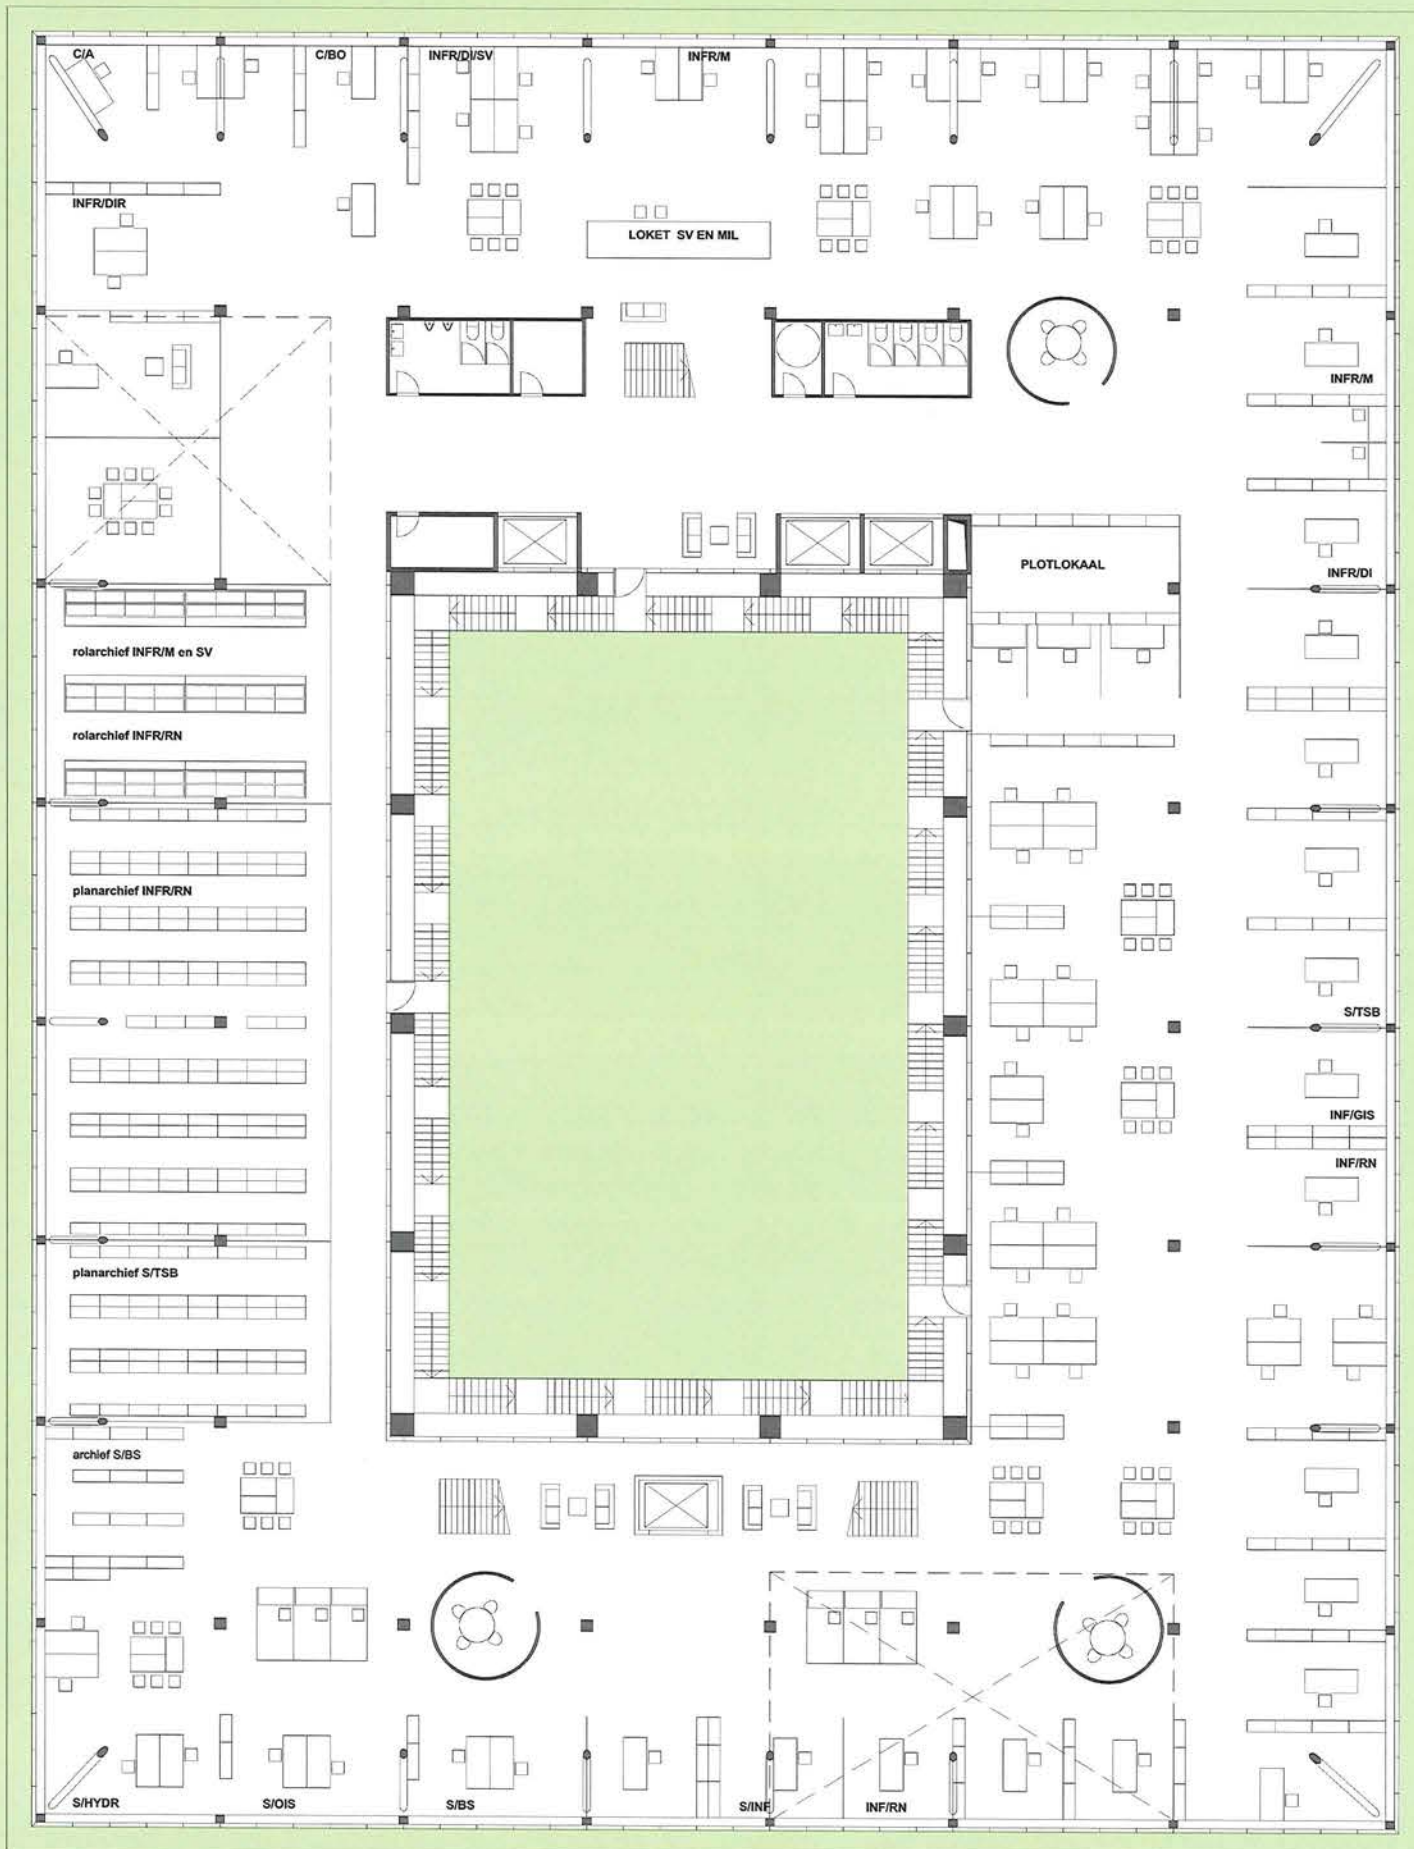 C/A
C/BO
INFR/DI/SV
INFR/M
INFR/DIR
LOKET SV EN MIL
INFR/M
PLOTLOKAAL
INFR/DI
rolarchief INFR/M en SV
rolarchief INFR/RN
planarchief INFR/RN
S/TSB
INF/GIS
INF/RN
planarchief S/TSB
archief S/BS
S/HYDR
S/OIS
S/BS
S/INF
INF/RN